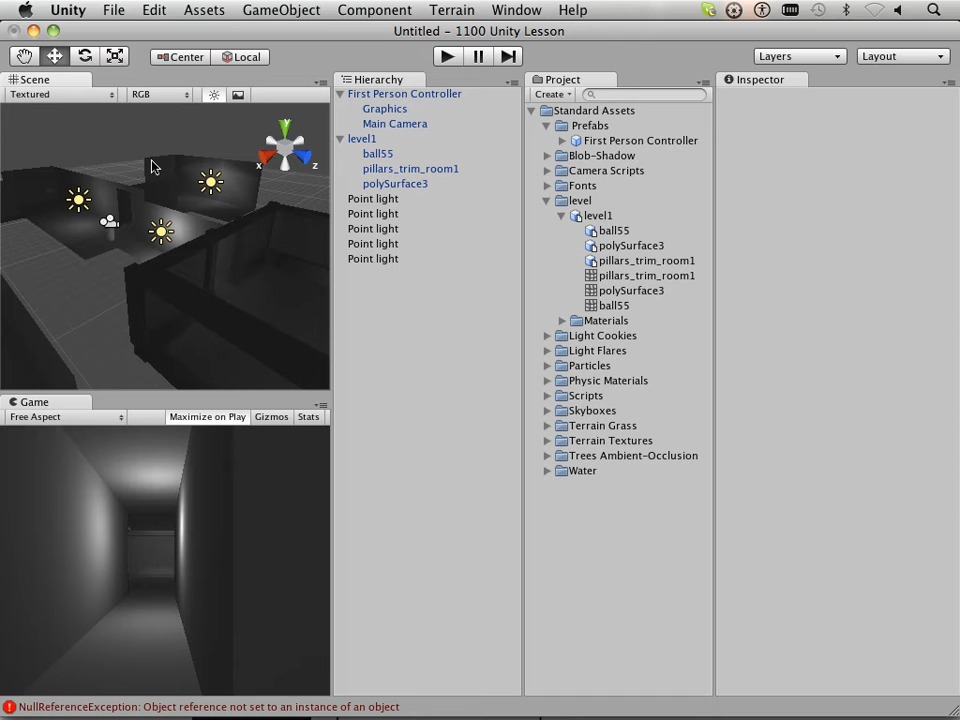 Unity File Edit Assets GameObject Component Terrain Window Help
Untitled – 1100 Unity Lesson
Center Local Layers Layout
Scene
Textured RGB
x y z
Game
Free Aspect Maximize on Play Gizmos Stats
Hierarchy
First Person Controller
Graphics
Main Camera
level1
ball55
pillars_trim_room1
polySurface3
Point light
Point light
Point light
Point light
Point light
Project
Create
Standard Assets
Prefabs
First Person Controller
Blob-Shadow
Camera Scripts
Fonts
level
level1
ball55
polySurface3
pillars_trim_room1
pillars_trim_room1
polySurface3
ball55
Materials
Light Cookies
Light Flares
Particles
Physic Materials
Scripts
Skyboxes
Terrain Grass
Terrain Textures
Trees Ambient-Occlusion
Water
Inspector
NullReferenceException: Object reference not set to an instance of an object